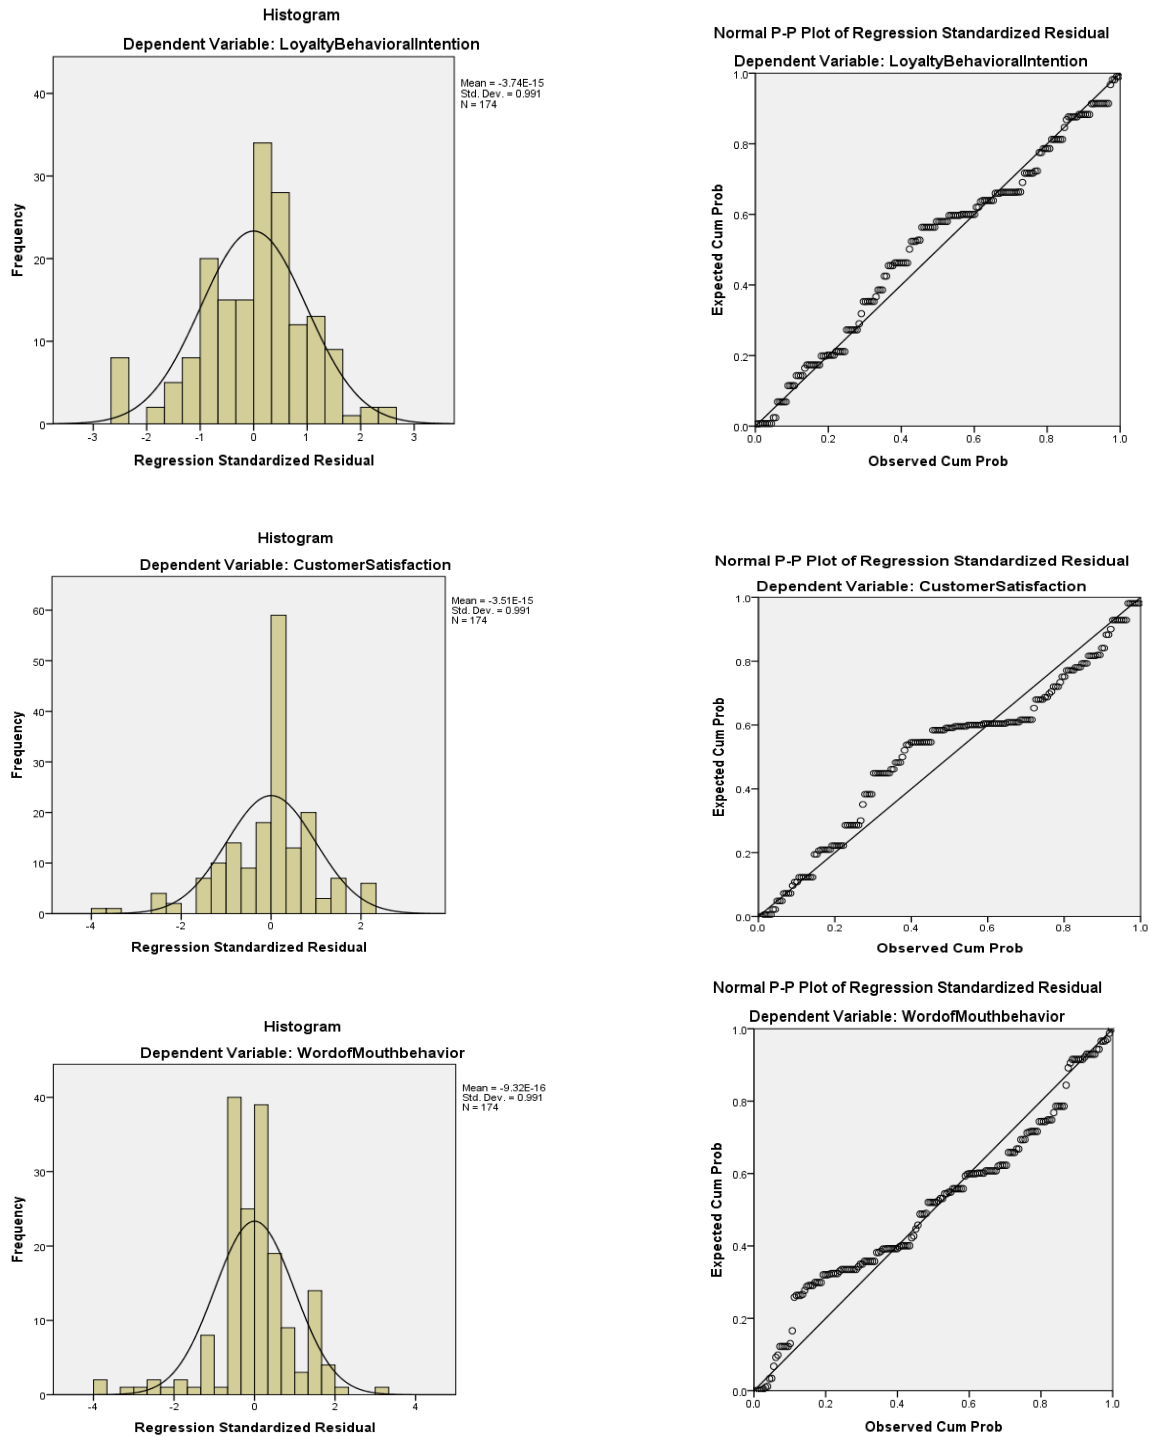 Histogram
Dependent Variable: LoyaltyBehavioralIntention
Mean = -3.74E-15
Std. Dev. = 0.991
N = 174
Frequency
40
30
20
10
0
-3 -2 -1 0 1 2 3
Regression Standardized Residual
Normal P-P Plot of Regression Standardized Residual
Dependent Variable: LoyaltyBehavioralIntention
Expected Cum Prob
1.0
0.8
0.6
0.4
0.2
0.0
0.0 0.2 0.4 0.6 0.8 1.0
Observed Cum Prob
Histogram
Dependent Variable: CustomerSatisfaction
Mean = -3.51E-15
Std. Dev. = 0.991
N = 174
Frequency
60
50
40
30
20
10
0
-4 -2 0 2
Regression Standardized Residual
Normal P-P Plot of Regression Standardized Residual
Dependent Variable: CustomerSatisfaction
Expected Cum Prob
1.0
0.8
0.6
0.4
0.2
0.0
0.0 0.2 0.4 0.6 0.8 1.0
Observed Cum Prob
Histogram
Dependent Variable: WordofMouthbehavior
Mean = -9.32E-16
Std. Dev. = 0.991
N = 174
Frequency
40
30
20
10
0
-4 -2 0 2 4
Regression Standardized Residual
Normal P-P Plot of Regression Standardized Residual
Dependent Variable: WordofMouthbehavior
Expected Cum Prob
1.0
0.8
0.6
0.4
0.2
0.0
0.0 0.2 0.4 0.6 0.8 1.0
Observed Cum Prob